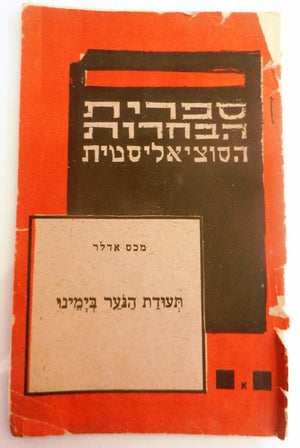 ספרית
הבחרות
הסוציאליסטית
מכס אדלר
תְּעוּדַת הַנֹּעַר בְּיָמֵינוּ
א